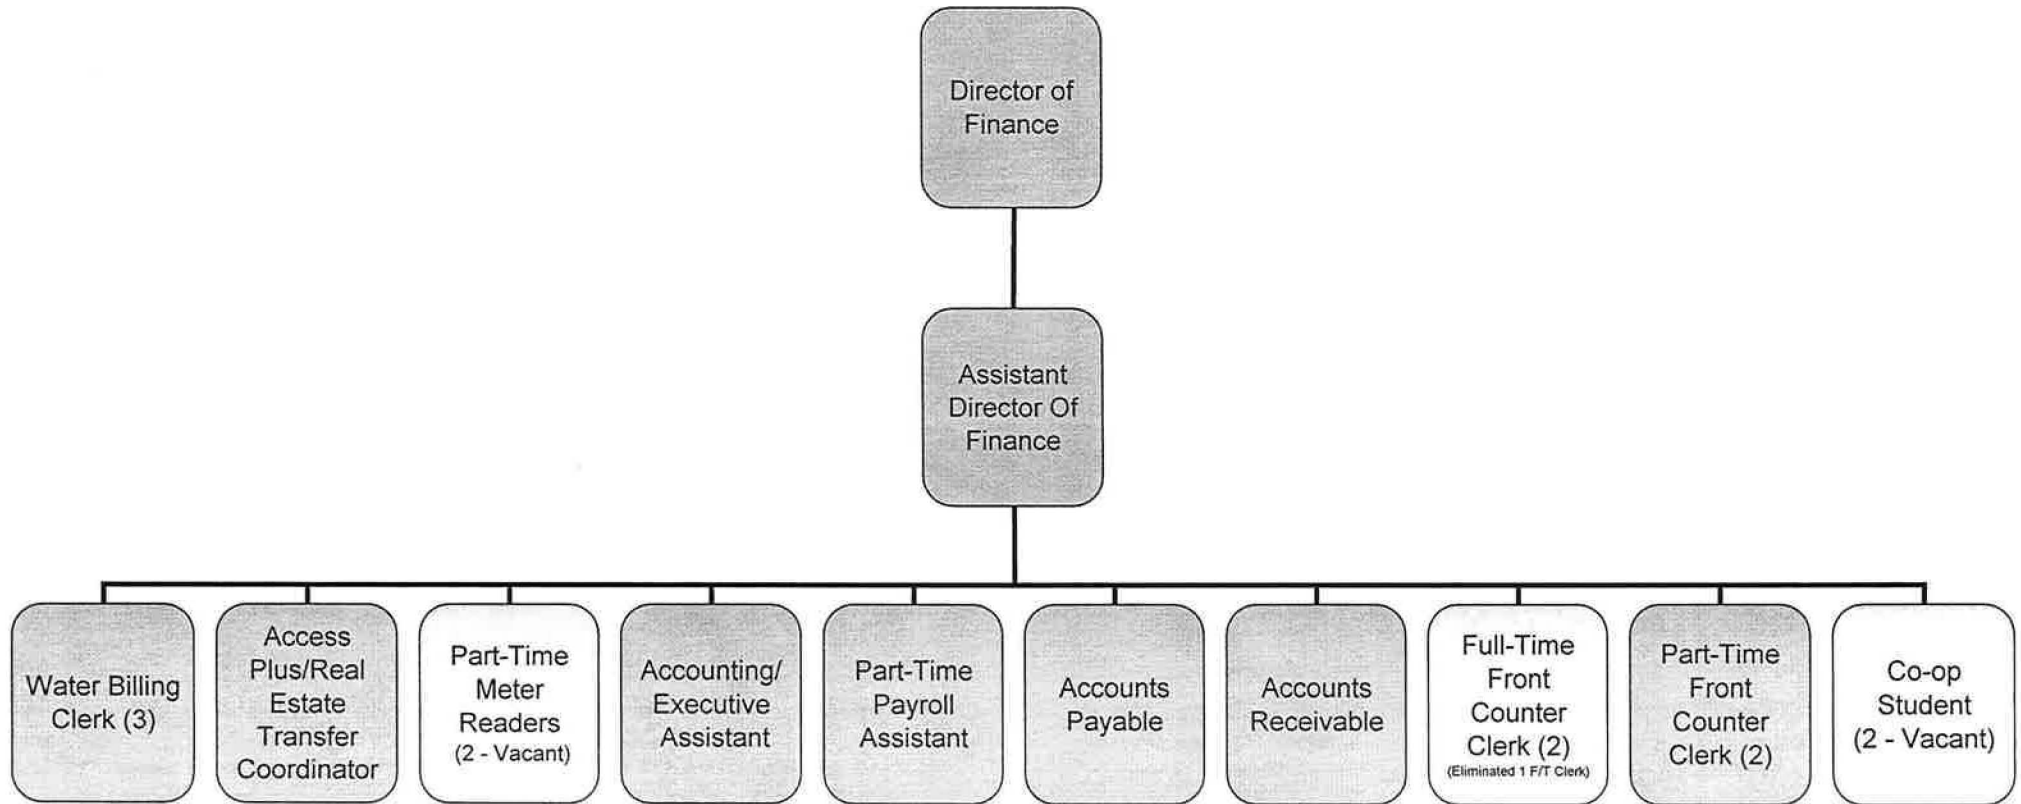 Director of
Finance
Assistant
Director Of
Finance
Water Billing
Clerk (3)
Access
Plus/Real
Estate
Transfer
Coordinator
Part-Time
Meter
Readers
(2 - Vacant)
Accounting/
Executive
Assistant
Part-Time
Payroll
Assistant
Accounts
Payable
Accounts
Receivable
Full-Time
Front
Counter
Clerk (2)
(Eliminated 1 F/T Clerk)
Part-Time
Front
Counter
Clerk (2)
Co-op
Student
(2 - Vacant)